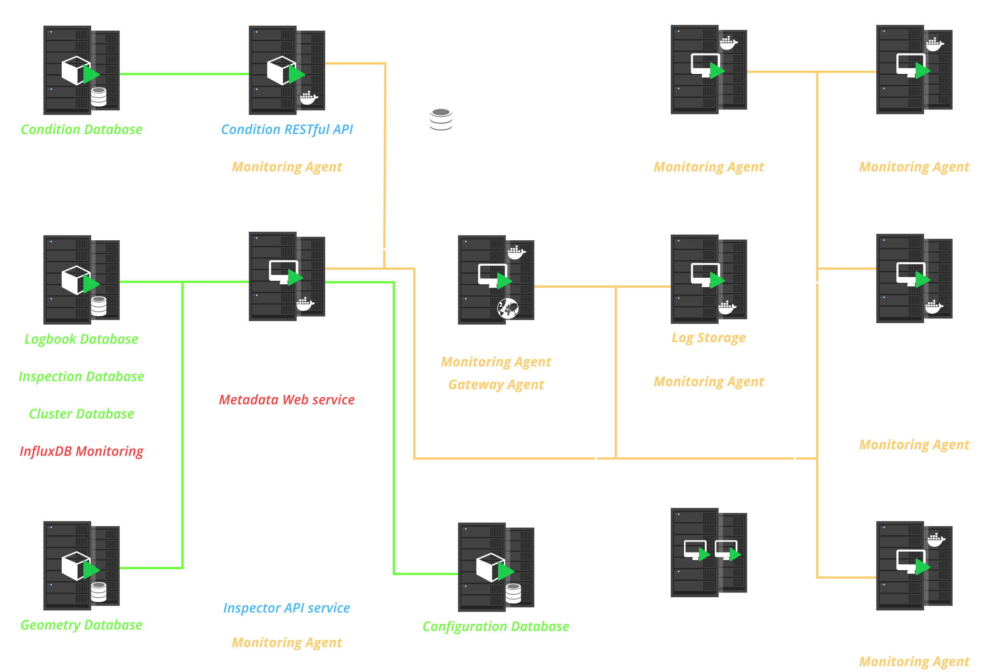 Condition Database
Condition RESTful API
Monitoring Agent
Monitoring Agent
Monitoring Agent
Logbook Database
Inspection Database
Cluster Database
InfluxDB Monitoring
Metadata Web service
Monitoring Agent
Gateway Agent
Log Storage
Monitoring Agent
Monitoring Agent
Geometry Database
Inspector API service
Monitoring Agent
Configuration Database
Monitoring Agent